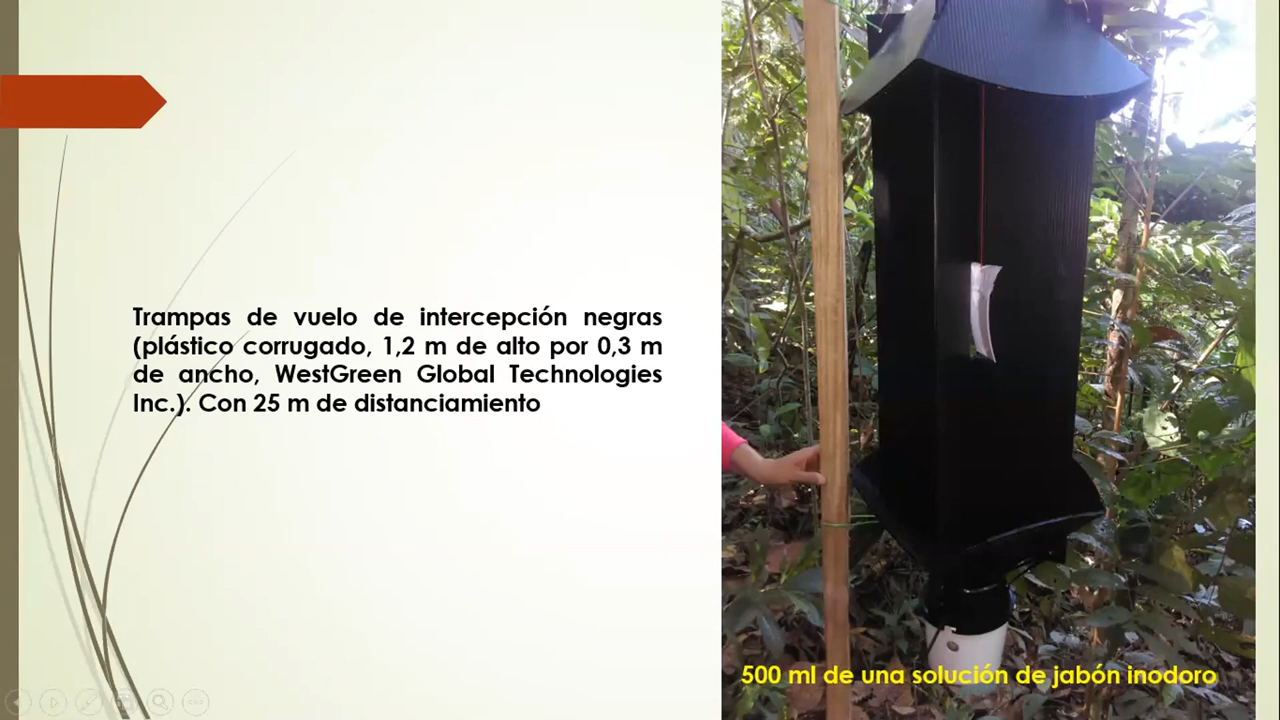 Trampas de vuelo de intercepción negras
(plástico corrugado, 1,2 m de alto por 0,3 m
de ancho, WestGreen Global Technologies
Inc.). Con 25 m de distanciamiento
500 ml de una solución de jabón inodoro